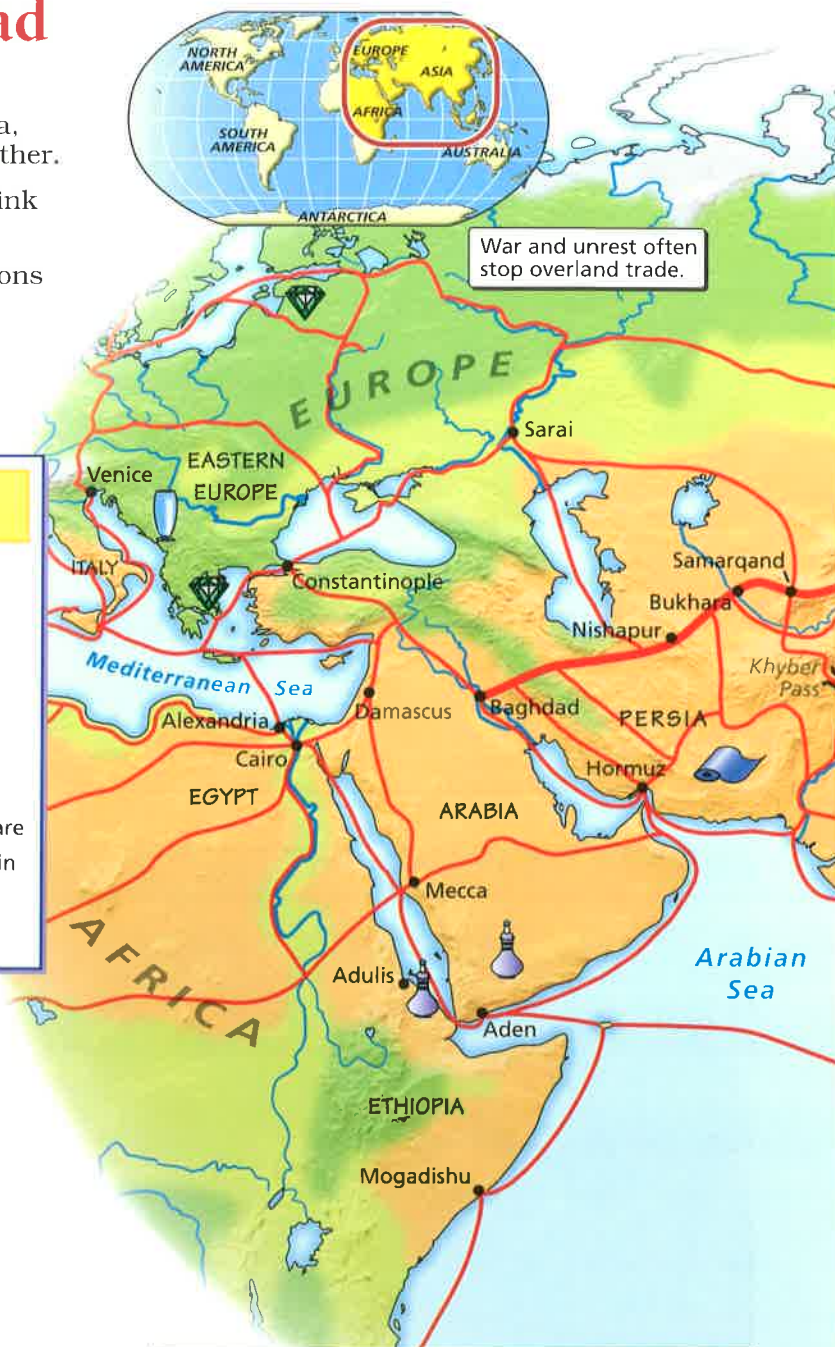 ad
NORTH
AMERICA
EUROPE
ASIA
AFRICA
SOUTH
AMERICA
AUSTRALIA
ANTARCTICA
a,
ther.
ink
ons
War and unrest often
stop overland trade.
EUROPE
Sarai
EASTERN
EUROPE
Venice
ITALY
Constantinople
Samarqand
Bukhara
Nishapur
Khyber
Pass
Mediterranean Sea
Damascus
Baghdad
PERSIA
Alexandria
Cairo
Hormuz
EGYPT
ARABIA
are
in
Mecca
AFRICA
Adulis
Arabian
Sea
Aden
ETHIOPIA
Mogadishu